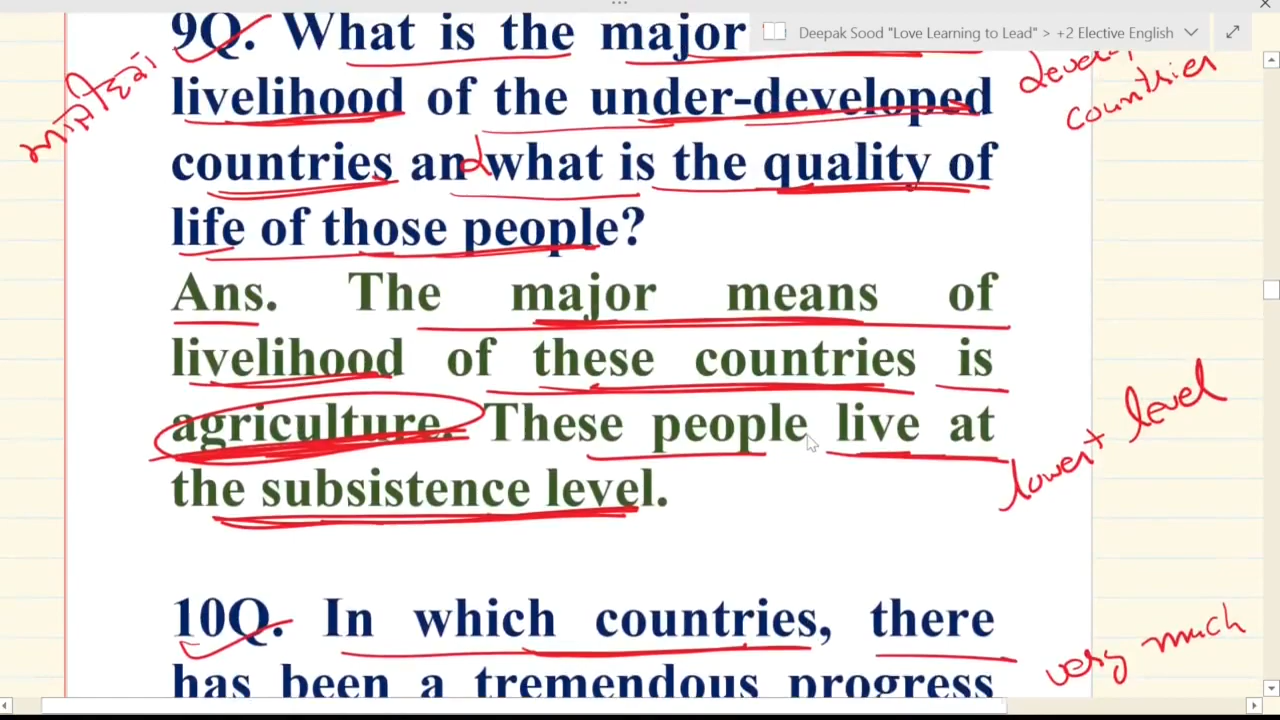 9Q. What is the major
Deepak Sood "Love Learning to Lead" > +2 Elective English
livelihood of the under-developed
countries
countries and what is the quality of
life of those people?
Ans. The major means of
livelihood of these countries is
agriculture. These people live at
the subsistence level.
lowest level
10Q. In which countries, there
has been a tremendous progress
very much